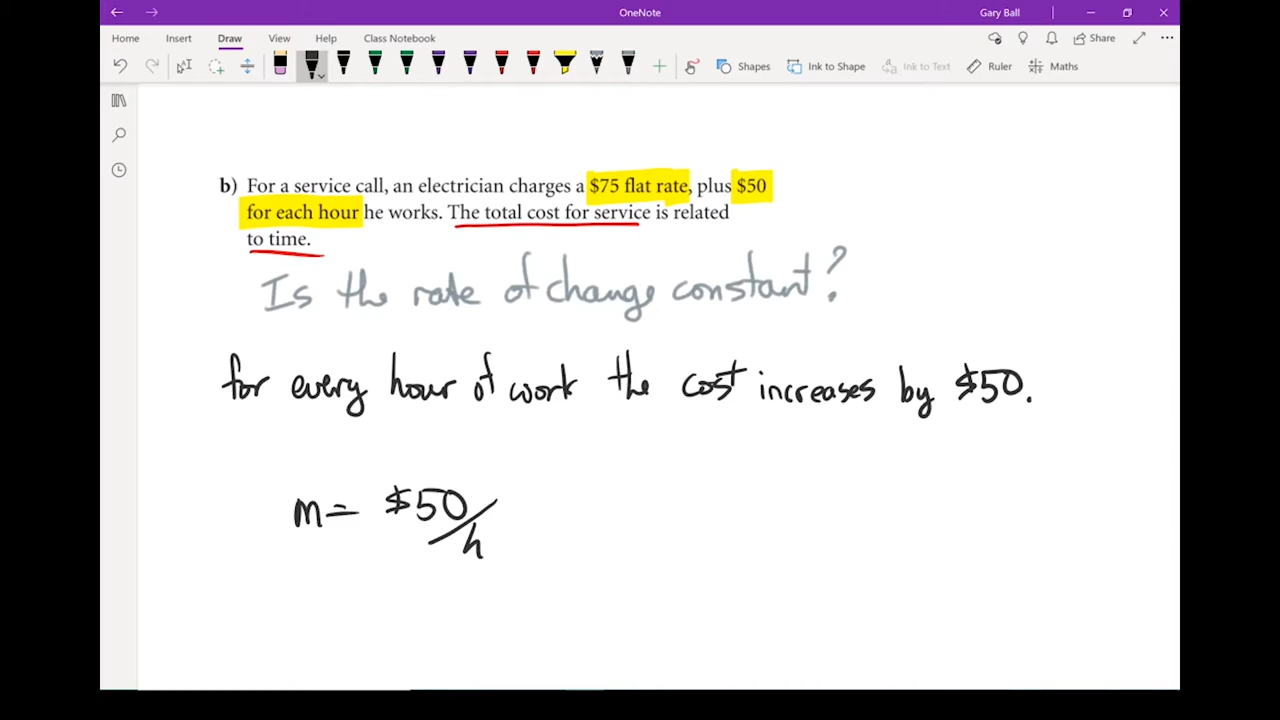 OneNote
Gary Ball
Home Insert Draw View Help Class Notebook
Share
Shapes Ink to Shape Ink to Text Ruler Maths
b) For a service call, an electrician charges a $75 flat rate, plus $50
for each hour he works. The total cost for service is related
to time.
Is the rate of change constant?
for every hour of work the cost increases by $50.
m= $50/h